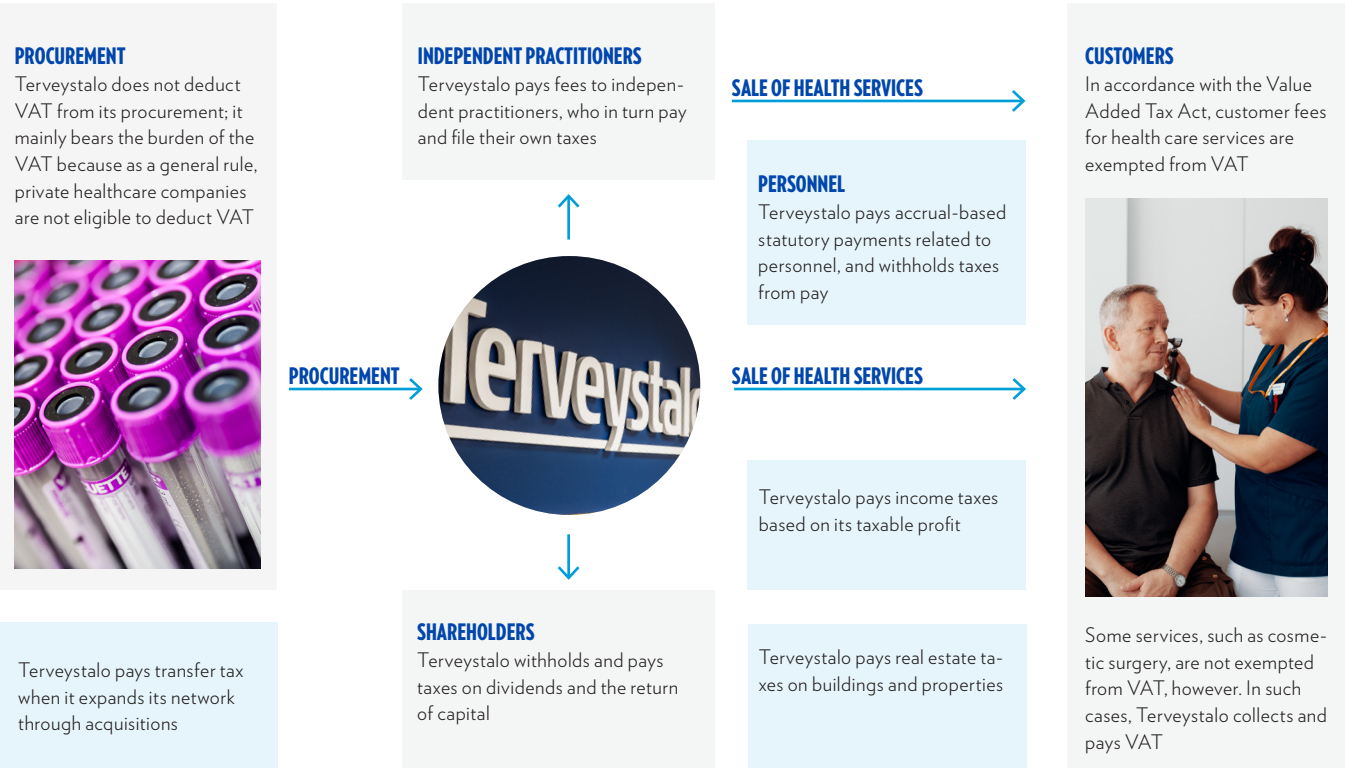 PROCUREMENT
Terveystalo does not deduct
VAT from its procurement; it
mainly bears the burden of the
VAT because as a general rule,
private healthcare companies
are not eligible to deduct VAT
Terveystalo pays transfer tax
when it expands its network
through acquisitions
PROCUREMENT
INDEPENDENT PRACTITIONERS
Terveystalo pays fees to indepen-
dent practitioners, who in turn pay
and file their own taxes
Terveystalo
SHAREHOLDERS
Terveystalo withholds and pays
taxes on dividends and the return
of capital
SALE OF HEALTH SERVICES
PERSONNEL
Terveystalo pays accrual-based
statutory payments related to
personnel, and withholds taxes
from pay
SALE OF HEALTH SERVICES
Terveystalo pays income taxes
based on its taxable profit
Terveystalo pays real estate ta-
xes on buildings and properties
CUSTOMERS
In accordance with the Value
Added Tax Act, customer fees
for health care services are
exempted from VAT
Some services, such as cosme-
tic surgery, are not exempted
from VAT, however. In such
cases, Terveystalo collects and
pays VAT